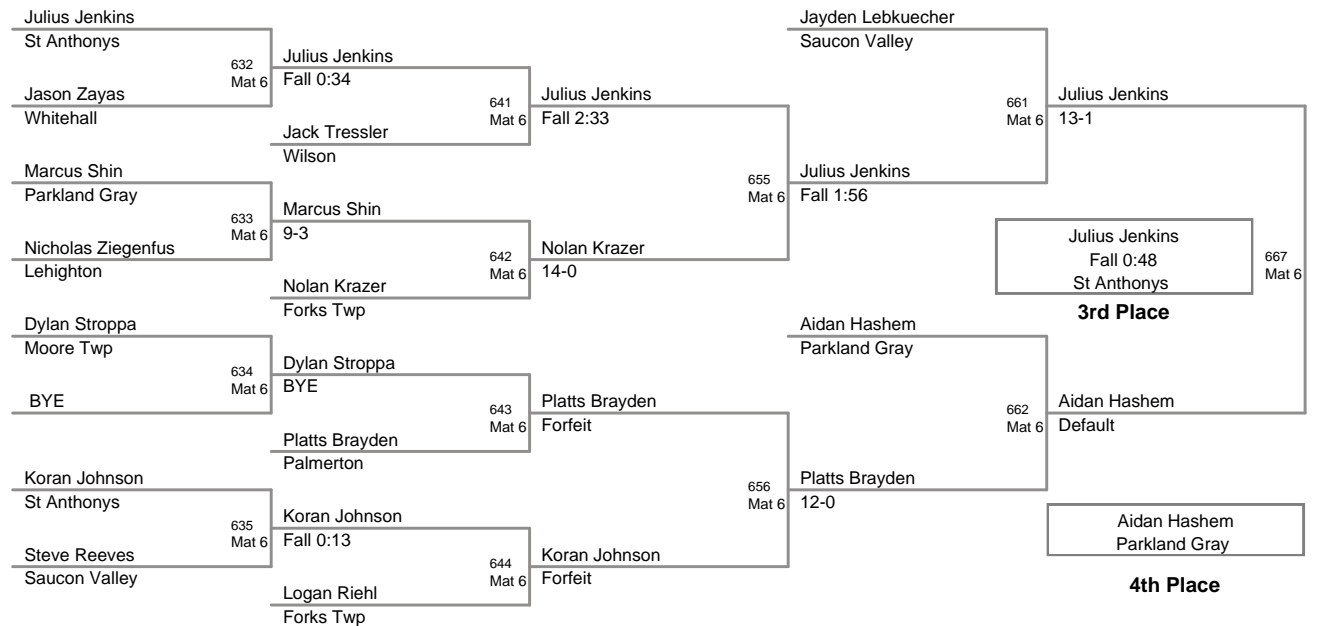 Julius Jenkins
St Anthonys
632
Mat 6
Jason Zayas
Whitehall
Marcus Shin
Parkland Gray
633
Mat 6
Nicholas Ziegenfus
Lehighton
Dylan Stroppa
Moore Twp
634
Mat 6
BYE
Koran Johnson
St Anthonys
635
Mat 6
Steve Reeves
Saucon Valley
Julius Jenkins
Fall 0:34
641
Mat 6
Jack Tressler
Wilson
Marcus Shin
9-3
642
Mat 6
Nolan Krazer
Forks Twp
Dylan Stroppa
BYE
643
Mat 6
Platts Brayden
Palmerton
Koran Johnson
Fall 0:13
644
Mat 6
Logan Riehl
Forks Twp
Julius Jenkins
Fall 2:33
655
Mat 6
Nolan Krazer
14-0
Platts Brayden
Forfeit
656
Mat 6
Koran Johnson
Forfeit
Jayden Lebkuecher
Saucon Valley
661
Mat 6
Julius Jenkins
Fall 1:56
Aidan Hashem
Parkland Gray
662
Mat 6
Platts Brayden
12-0
Julius Jenkins
13-1
667
Mat 6
Aidan Hashem
Default
Julius Jenkins
Fall 0:48
St Anthonys
3rd Place
Aidan Hashem
Parkland Gray
4th Place